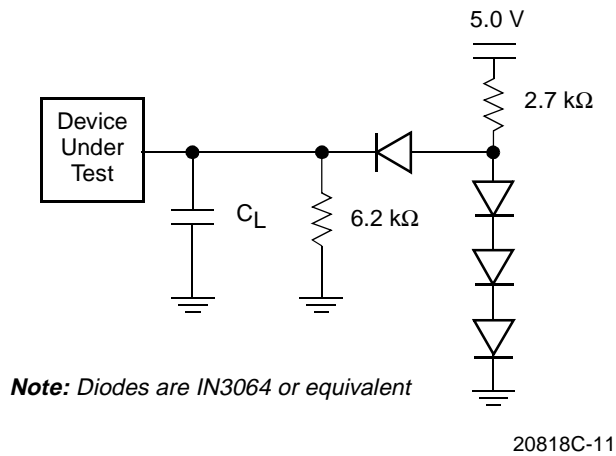 5.0 V
2.7 kΩ
Device
Under
Test
CL
6.2 kΩ
Note: Diodes are IN3064 or equivalent
20818C-11